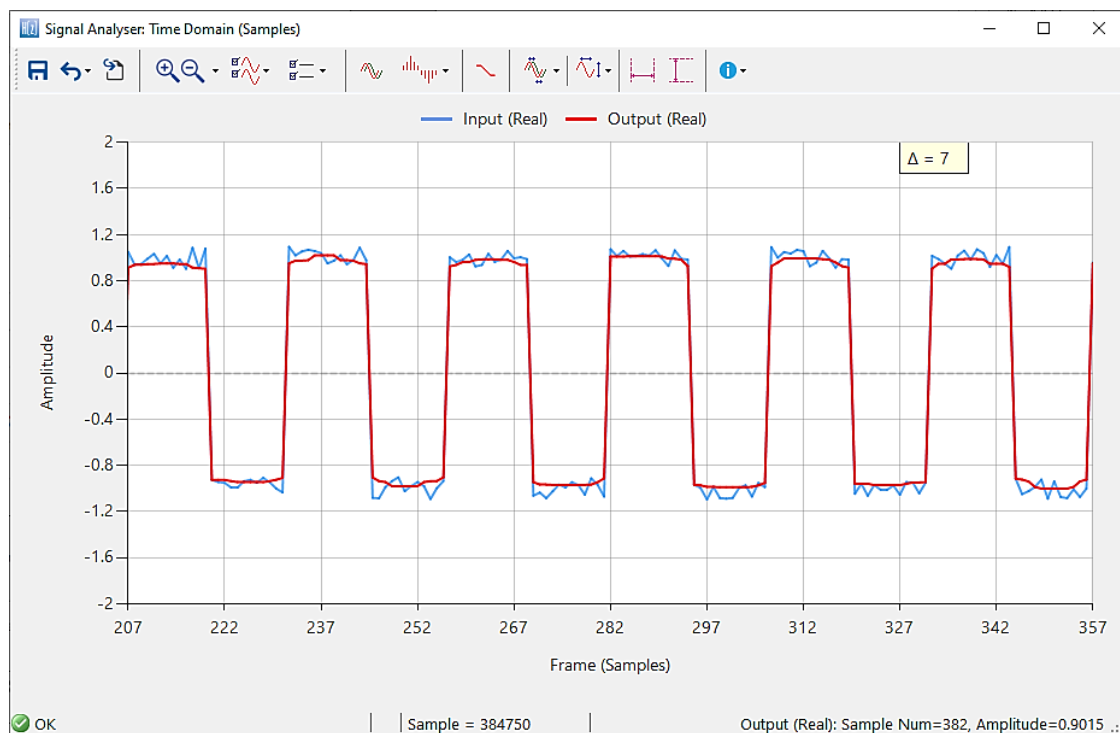 Signal Analyser: Time Domain (Samples)
Input (Real) Output (Real)
Δ = 7
2
1.6
1.2
0.8
0.4
0
-0.4
-0.8
-1.2
-1.6
-2
Amplitude
207 222 237 252 267 282 297 312 327 342 357
Frame (Samples)
OK Sample = 384750 Output (Real): Sample Num=382, Amplitude=0.9015